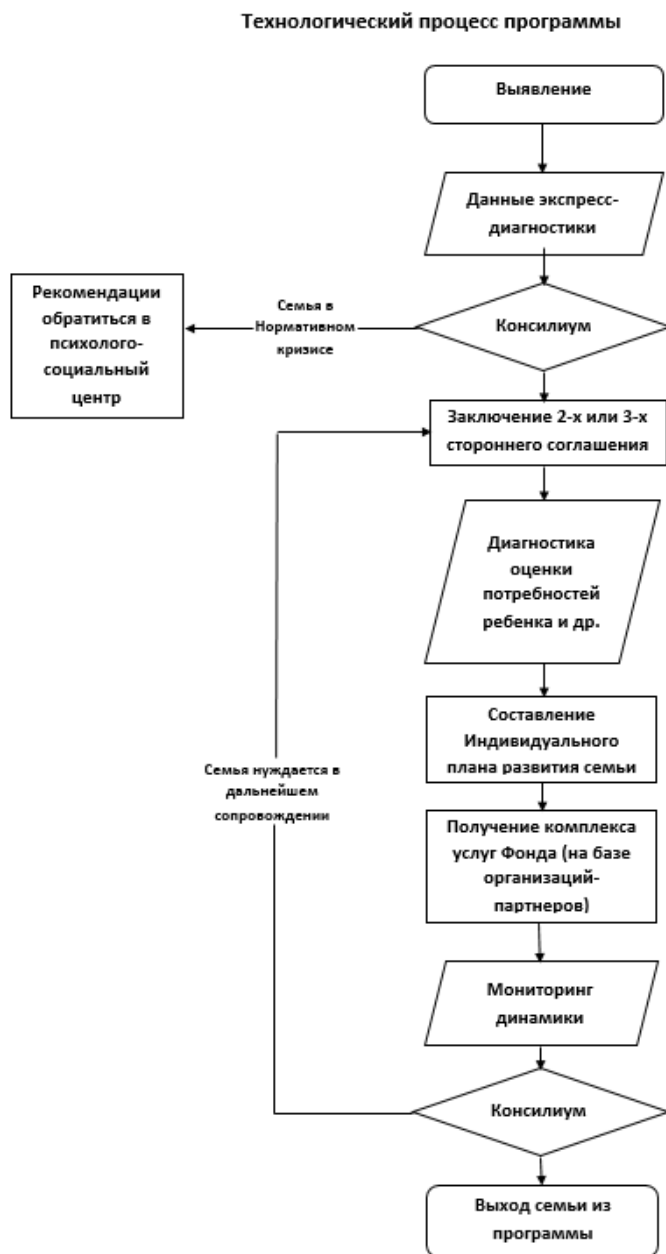 Технологический процесс программы
Выявление
Данные экспресс-
диагностики
Консилиум
Семья в
Нормативном
кризисе
Рекомендации
обратиться в
психолого-
социальный
центр
Заключение 2-х или 3-х
стороннего соглашения
Диагностика
оценки
потребностей
ребенка и др.
Составление
Индивидуального
плана развития семьи
Семья нуждается в
дальнейшем
сопровождении
Получение комплекса
услуг Фонда (на базе
организаций-
партнеров)
Мониторинг
динамики
Консилиум
Выход семьи из
программы